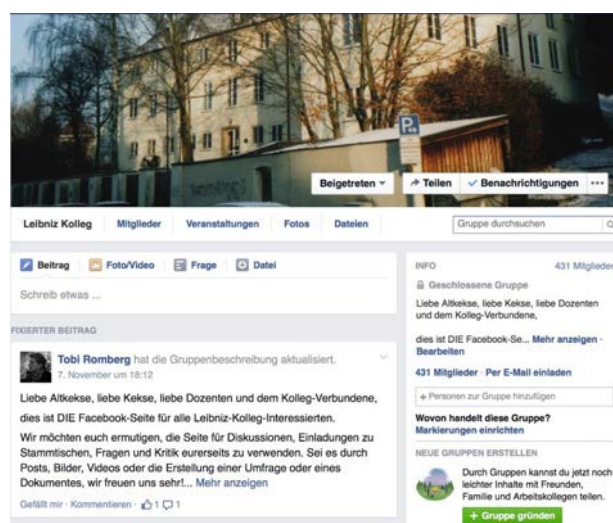 Beigetreten
Teilen
Benachrichtigungen
Leibniz Kolleg
Mitglieder
Veranstaltungen
Fotos
Dateien
Gruppe durchsuchen
Beitrag
Foto/Video
Frage
Datei
Schreib etwas ...
FIXIERTER BEITRAG
Tobi Romberg hat die Gruppenbeschreibung aktualisiert.
7. November um 18:12
Liebe Altkekse, liebe Kekse, liebe Dozenten und dem Kolleg-Verbundene,
dies ist DIE Facebook-Seite für alle Leibniz-Kolleg-Interessierten.
Wir möchten euch ermutigen, die Seite für Diskussionen, Einladungen zu
Stammtischen, Fragen und Kritik eurerseits zu verwenden. Sei es durch
Posts, Bilder, Videos oder die Erstellung einer Umfrage oder eines
Dokumentes, wir freuen uns sehr!... Mehr anzeigen
Gefällt mir · Kommentieren · 1 1
INFO
431 Mitglieder
Geschlossene Gruppe
Liebe Altkekse, liebe Kekse, liebe Dozenten
und dem Kolleg-Verbundene,
dies ist DIE Facebook-Se... Mehr anzeigen ·
Bearbeiten
431 Mitglieder · Per E-Mail einladen
+ Personen zur Gruppe hinzufügen
Wovon handelt diese Gruppe?
Markierungen einrichten
NEUE GRUPPEN ERSTELLEN
Durch Gruppen kannst du jetzt noch
leichter Inhalte mit Freunden,
Familie und Arbeitskollegen teilen.
+ Gruppe gründen